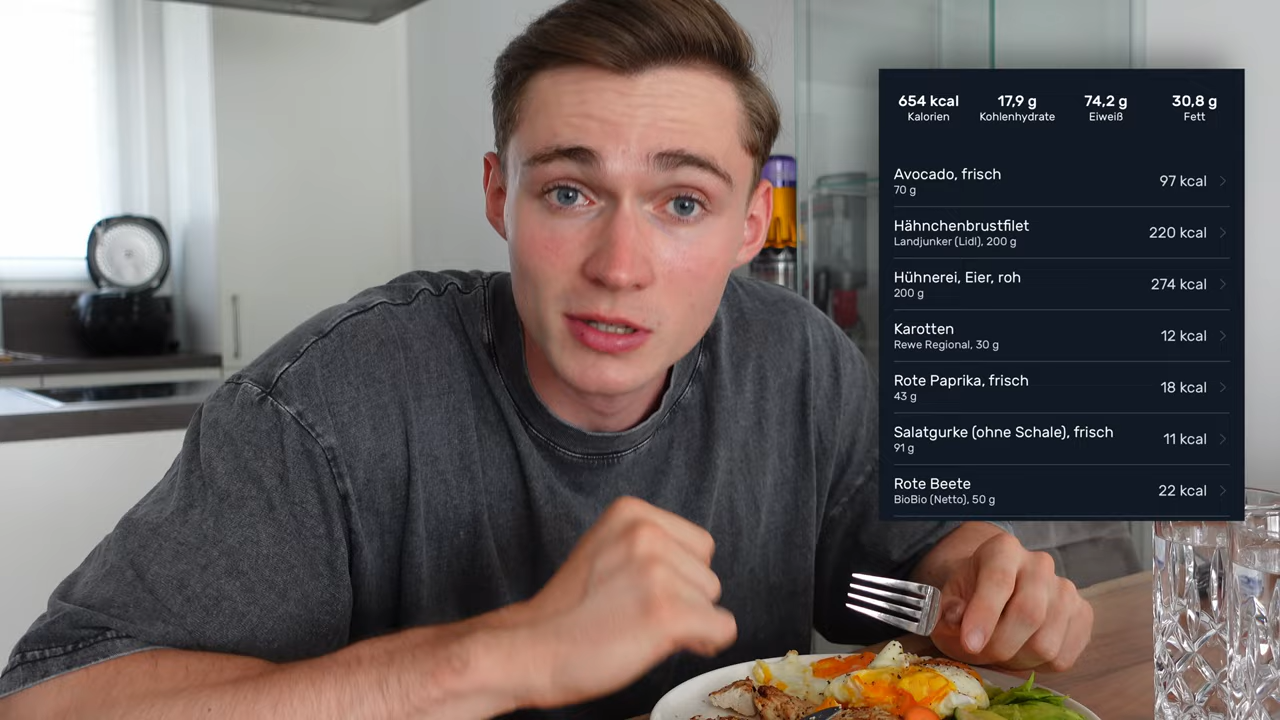 654 kcal 17,9 g 74,2 g 30,8 g
Kalorien Kohlenhydrate Eiweiß Fett
Avocado, frisch
70 g
97 kcal
Hähnchenbrustfilet
Landjunker (Lidl), 200 g
220 kcal
Hühnerei, Eier, roh
200 g
274 kcal
Karotten
Rewe Regional, 30 g
12 kcal
Rote Paprika, frisch
43 g
18 kcal
Salatgurke (ohne Schale), frisch
91 g
11 kcal
Rote Beete
BioBio (Netto), 50 g
22 kcal